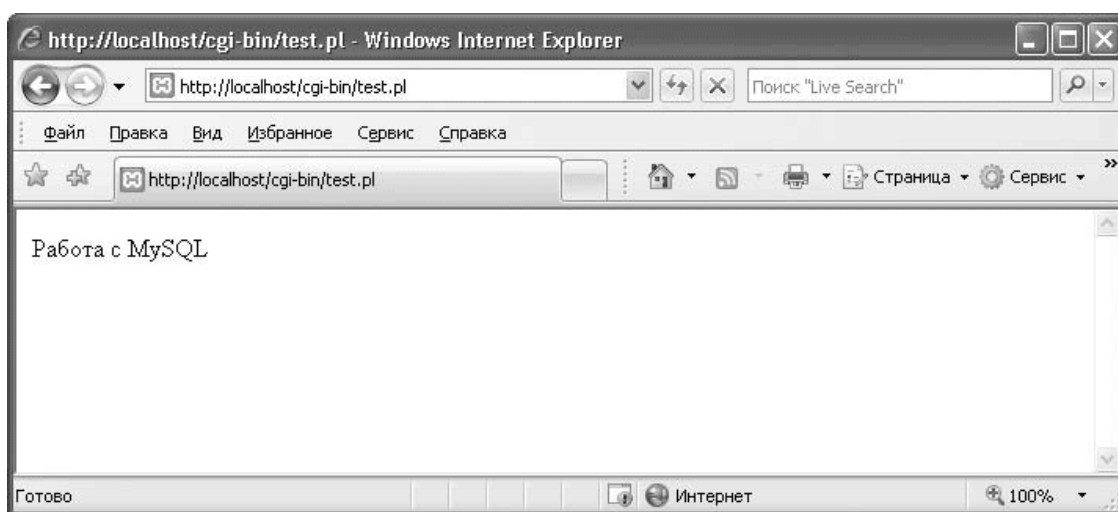 http://localhost/cgi-bin/test.pl - Windows Internet Explorer
http://localhost/cgi-bin/test.pl
Поиск "Live Search"
Файл Правка Вид Избранное Сервис Справка
http://localhost/cgi-bin/test.pl
Страница Сервис
Работа с MySQL
Готово
Интернет
100%